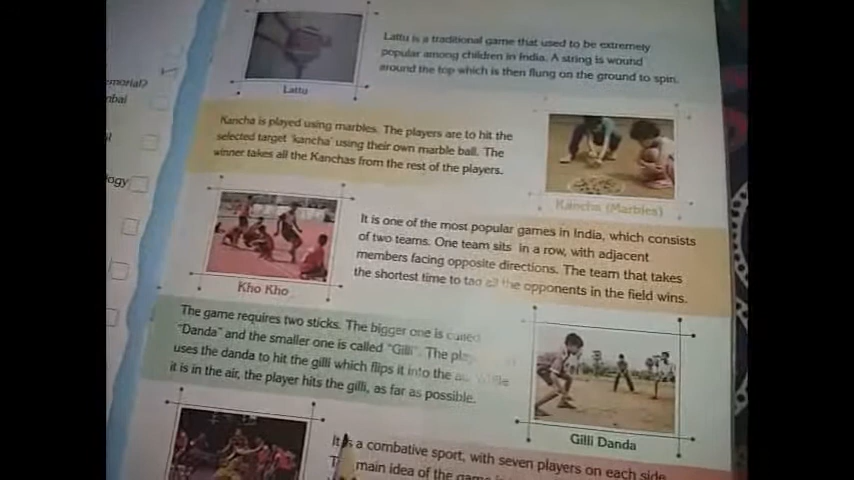 emorial?
nbai
ogy
Lattu is a traditional game that used to be extremely
popular among children in India. A string is wound
around the top which is then flung on the ground to spin.
Lattu
Kancha is played using marbles. The players are to hit the
selected target 'kancha' using their own marble ball. The
winner takes all the Kanchas from the rest of the players.
Kancha (Marbles)
It is one of the most popular games in India, which consists
of two teams. One team sits in a row, with adjacent
members facing opposite directions. The team that takes
the shortest time to tag all the opponents in the field wins.
Kho Kho
The game requires two sticks. The bigger one is called
"Danda" and the smaller one is called "Gilli". The
uses the danda to hit the gilli which flips it into the
it is in the air, the player hits the gilli, as far as possible.
Gilli Danda
It is a combative sport, with seven players on each side.
main idea of the game